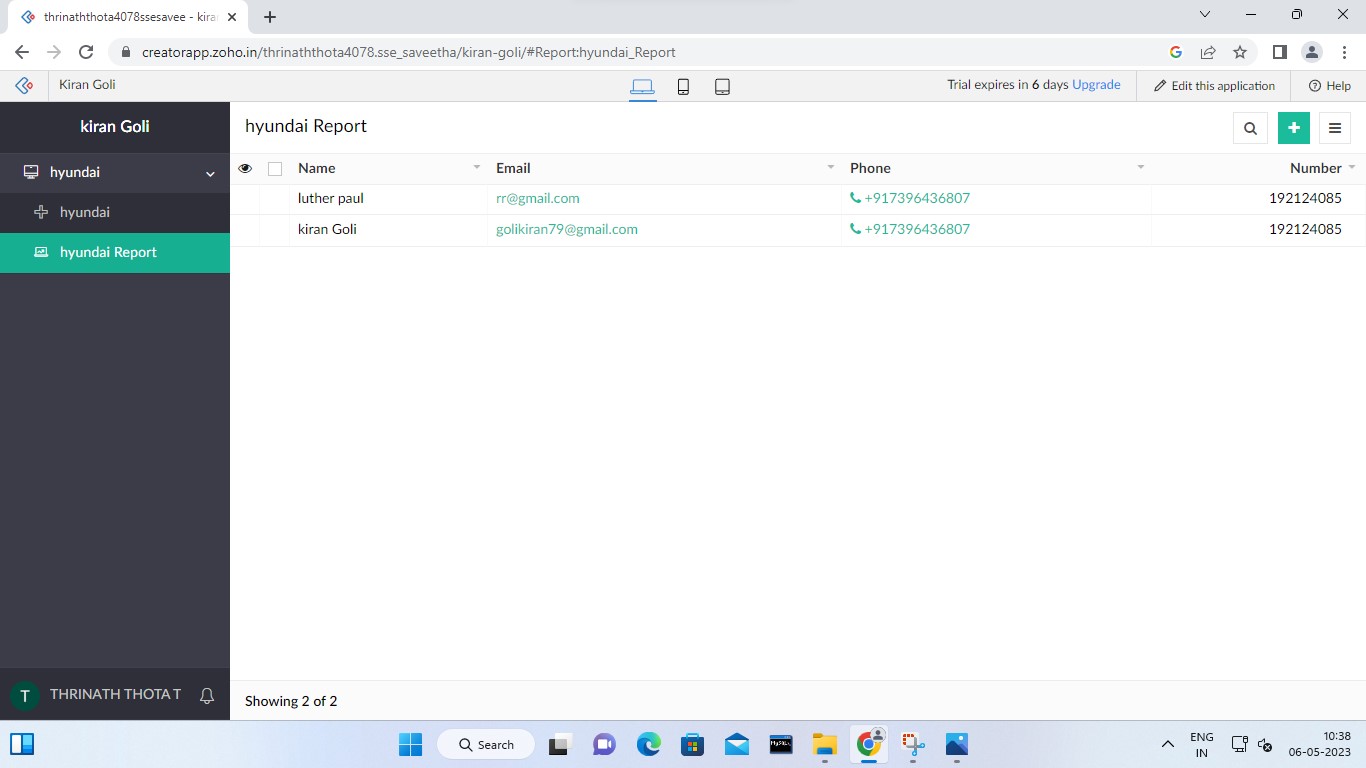 thrinaththota4078ssesavee - kira
creatorapp.zoho.in/thrinaththota4078.sse_saveetha/kiran-goli/#Report:hyundai_Report
Kiran Goli
Trial expires in 6 days Upgrade
Edit this application
Help
kiran Goli
hyundai Report
hyundai
Name Email Phone Number
hyundai
luther paul rr@gmail.com +917396436807 192124085
kiran Goli golikiran79@gmail.com +917396436807 192124085
hyundai Report
T THRINATH THOTA T
Showing 2 of 2
Search
MySQL
ENG
IN
10:38
06-05-2023